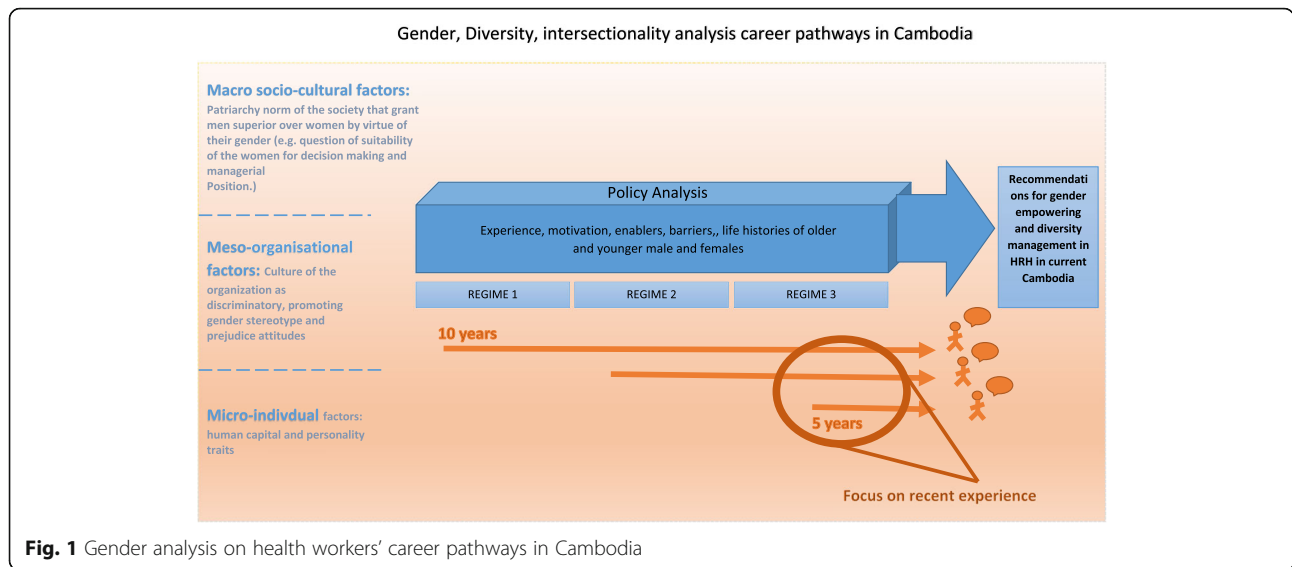 Gender, Diversity, intersectionality analysis career pathways in Cambodia
Macro socio-cultural factors:
Patriarchy norm of the society that grant
men superior over women by virtue of
their gender (e.g. question of suitability
of the women for decision making and
managerial
Position.)
Meso-organisational
factors: Culture of the
organization as
discriminatory, promoting
gender stereotype and
prejudice attitudes
Micro-indivdual factors:
human capital and personality
traits
Policy Analysis
Experience, motivation, enablers, barriers,, life histories of older
and younger male and females
REGIME 1
REGIME 2
REGIME 3
10 years
5 years
Focus on recent experience
Recommendati
ons for gender
empowering
and diversity
management in
HRH in current
Cambodia
Fig. 1 Gender analysis on health workers’ career pathways in Cambodia